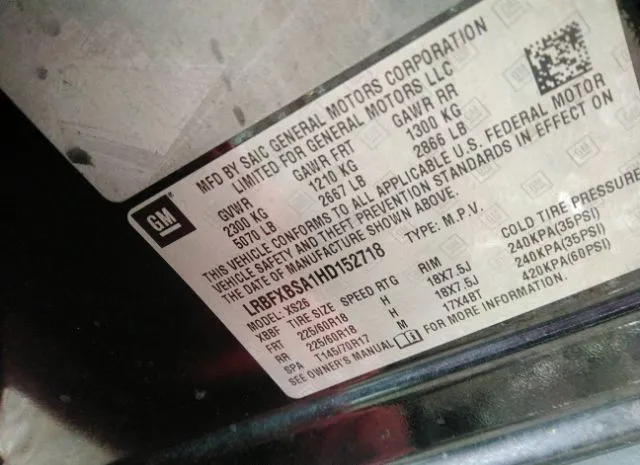 GM
MFD BY SAIC GENERAL MOTORS CORPORATION
LIMITED FOR GENERAL MOTORS LLC
GVWR GAWR FRT GAWR RR
2300 KG 1210 KG 1300 KG
5070 LB 2667 LB 2866 LB
THIS VEHICLE CONFORMS TO ALL APPLICABLE U.S. FEDERAL MOTOR
VEHICLE SAFETY AND THEFT PREVENTION STANDARDS IN EFFECT ON
THE DATE OF MANUFACTURE SHOWN ABOVE.
LRBFXBSA1HD152718 TYPE: M.P.V.
MODEL: XS26
XBBF TIRE SIZE SPEED RTG RIM COLD TIRE PRESSURE
FRT 225/60R18 H 18X7.5J 240KPA(35PSI)
RR 225/60R18 H 18X7.5J 240KPA(35PSI)
SPA T145/70R17 M 17X4BT 420KPA(60PSI)
SEE OWNER'S MANUAL FOR MORE INFORMATION.